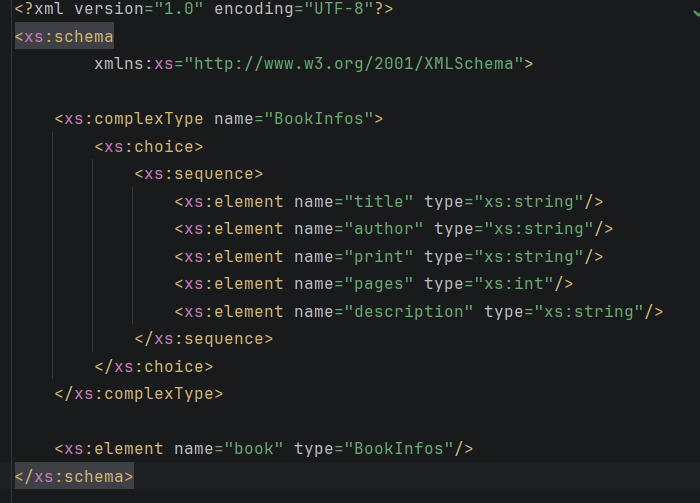 <?xml version="1.0" encoding="UTF-8"?>
<xs:schema
        xmlns:xs="http://www.w3.org/2001/XMLSchema">

    <xs:complexType name="BookInfos">
        <xs:choice>
            <xs:sequence>
                <xs:element name="title" type="xs:string"/>
                <xs:element name="author" type="xs:string"/>
                <xs:element name="print" type="xs:string"/>
                <xs:element name="pages" type="xs:int"/>
                <xs:element name="description" type="xs:string"/>
            </xs:sequence>
        </xs:choice>
    </xs:complexType>

    <xs:element name="book" type="BookInfos"/>
</xs:schema>